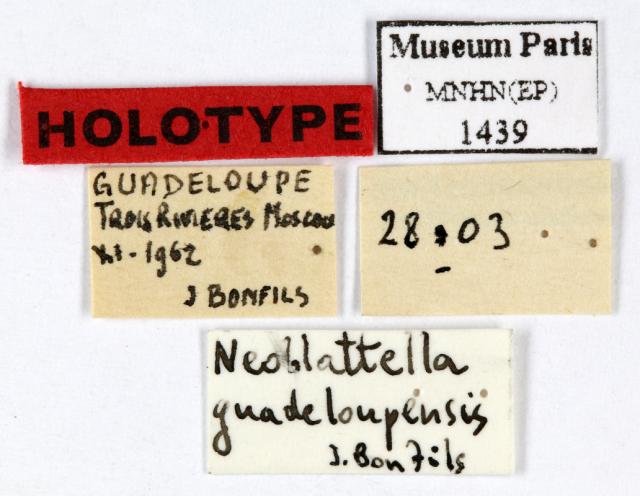 Museum Paris
MNHN(EP)
1439
HOLOTYPE
GUADELOUPE
TROIS RIVIERES Moscou
XI-1962
J BONFILS
28.03
Neoblattella
guadeloupensis
J. Bonfils